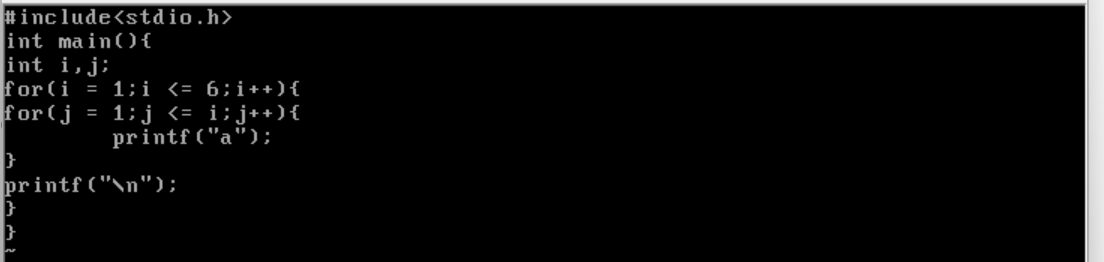 #include<stdio.h>
int main(){
int i,j;
for(i = 1;i <= 6;i++){
for(j = 1;j <= i;j++){
        printf("a");
}
printf("\n");
}
}
~